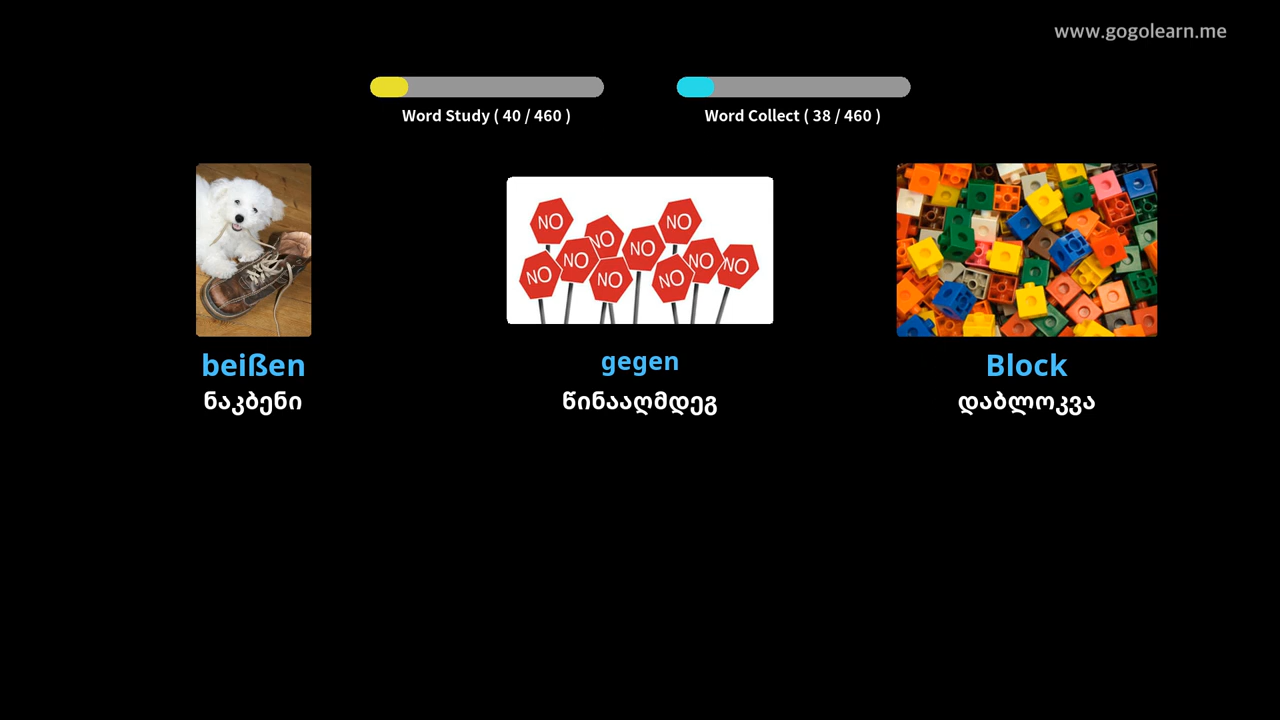 www.gogolearn.me
Word Study ( 40 / 460 )
Word Collect ( 38 / 460 )
NO NO NO NO NO NO NO NO NO NO
beißen
gegen
Block
ნაკბენი
წინააღმდეგ
დაბლოკვა